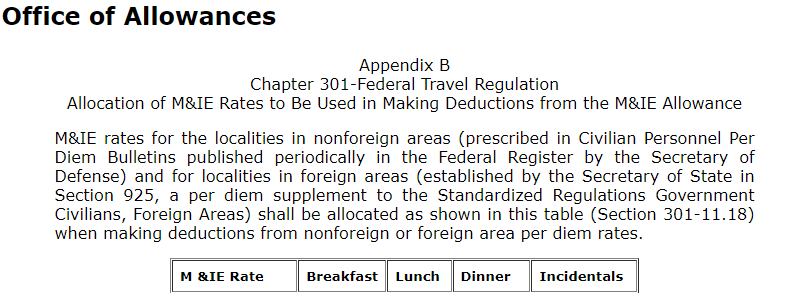 Office of Allowances
Appendix B
Chapter 301-Federal Travel Regulation
Allocation of M&IE Rates to Be Used in Making Deductions from the M&IE Allowance
M&IE rates for the localities in nonforeign areas (prescribed in Civilian Personnel Per
Diem Bulletins published periodically in the Federal Register by the Secretary of
Defense) and for localities in foreign areas (established by the Secretary of State in
Section 925, a per diem supplement to the Standardized Regulations Government
Civilians, Foreign Areas) shall be allocated as shown in this table (Section 301-11.18)
when making deductions from nonforeign or foreign area per diem rates.
M &IE Rate Breakfast Lunch Dinner Incidentals